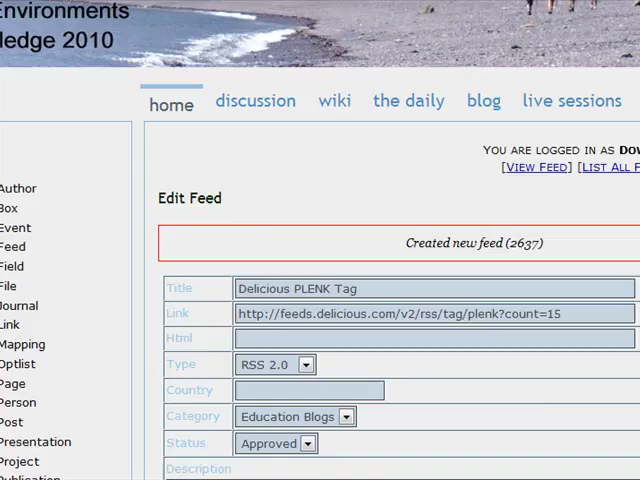 Environments
ledge 2010
home discussion wiki the daily blog live sessions
YOU ARE LOGGED IN AS Dow
[VIEW FEED] [LIST ALL F
Edit Feed
Created new feed (2637)
Author
Box
Event
Feed
Field
File
Journal
Link
Mapping
Optlist
Page
Person
Post
Presentation
Project
Publication
Title Delicious PLENK Tag
Link http://feeds.delicious.com/v2/rss/tag/plenk?count=15
Html
Type RSS 2.0
Country
Category Education Blogs
Status Approved
Description